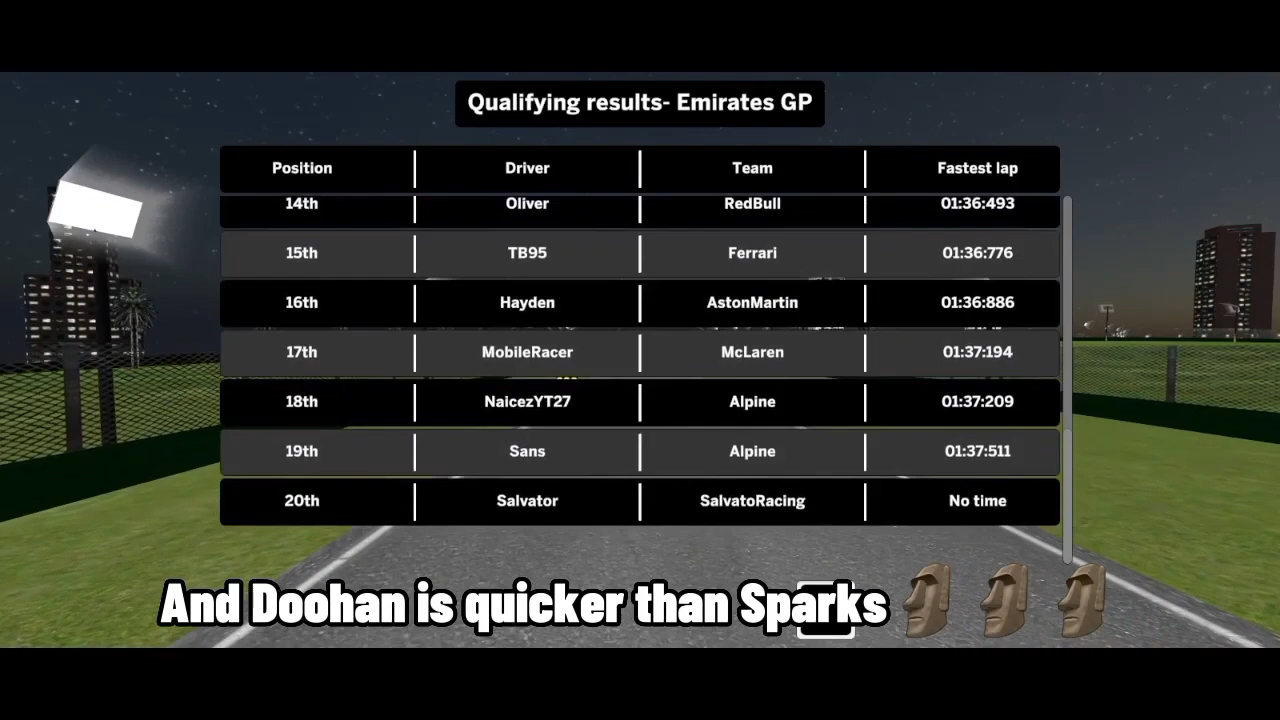 Qualifying results- Emirates GP
Position Driver Team Fastest lap
14th Oliver RedBull 01:36:493
15th TB95 Ferrari 01:36:776
16th Hayden AstonMartin 01:36:886
17th MobileRacer McLaren 01:37:194
18th NaicezYT27 Alpine 01:37:209
19th Sans Alpine 01:37:511
20th Salvator SalvatoRacing No time
And Doohan is quicker than Sparks 🗿🗿🗿